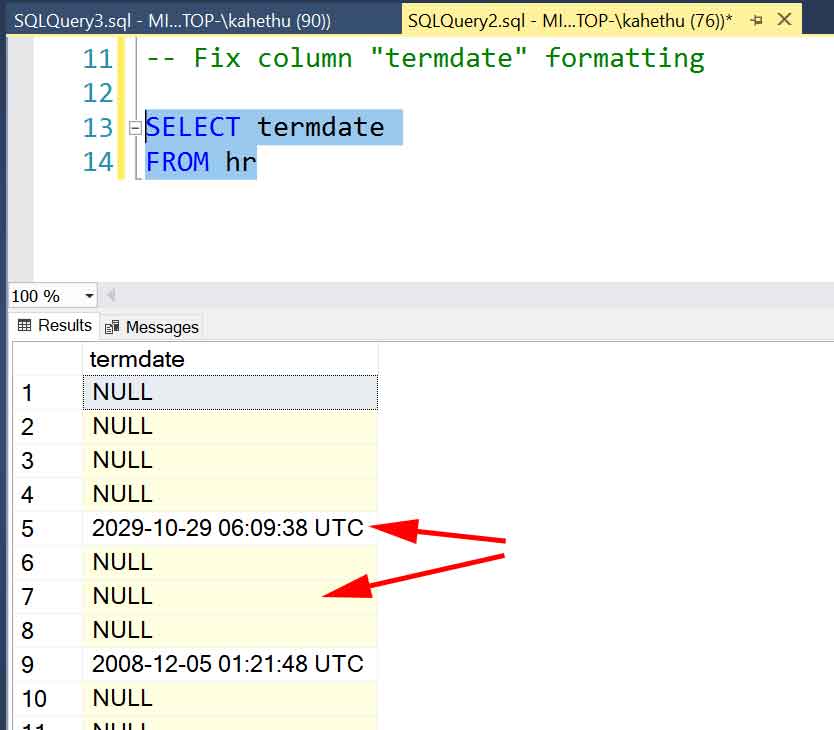 SQLQuery3.sql - MI...TOP-\kahethu (90))
SQLQuery2.sql - MI...TOP-\kahethu (76))*
11 -- Fix column "termdate" formatting
12
13 SELECT termdate
14 FROM hr
100 %
Results Messages
termdate
1 NULL
2 NULL
3 NULL
4 NULL
5 2029-10-29 06:09:38 UTC
6 NULL
7 NULL
8 NULL
9 2008-12-05 01:21:48 UTC
10 NULL
11 NULL